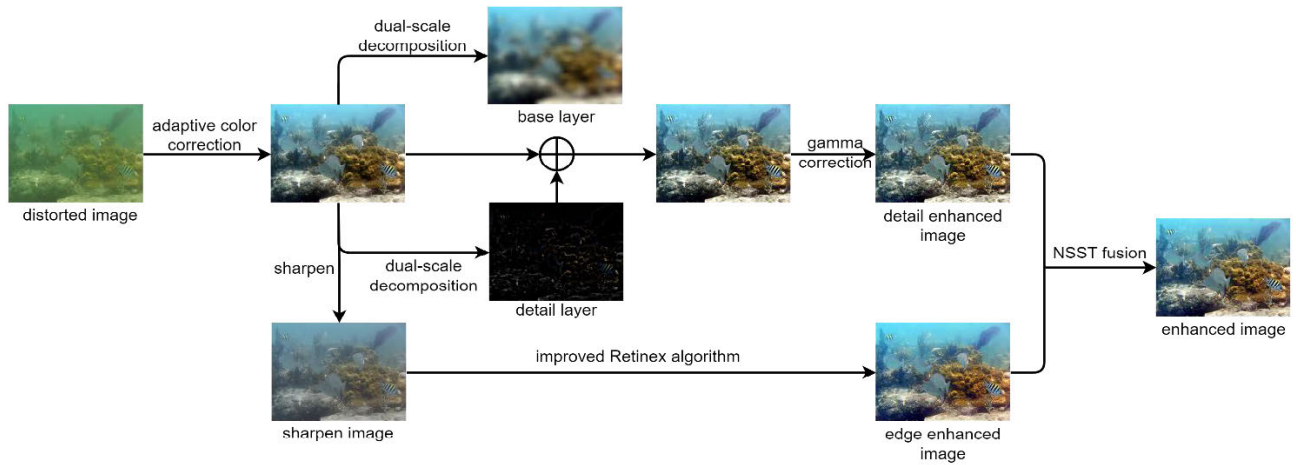 dual-scale
decomposition
base layer
adaptive color
correction
distorted image
gamma
correction
detail enhanced
image
sharpen
dual-scale
decomposition
detail layer
NSST fusion
enhanced image
improved Retinex algorithm
sharpen image
edge enhanced
image